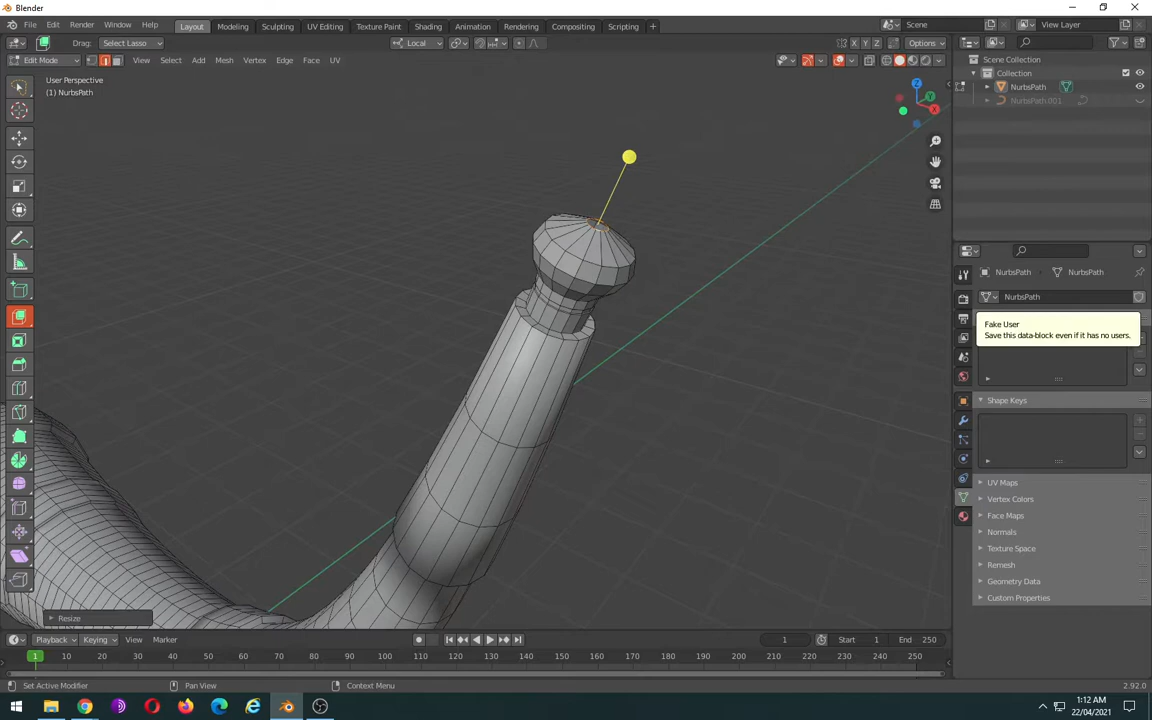 Blender
File Edit Render Window Help
Layout Modeling Sculpting UV Editing Texture Paint Shading Animation Rendering Compositing Scripting +
Scene
View Layer
Drag: Select Lasso
Local
X Y Z Options
Edit Mode
View Select Add Mesh Vertex Edge Face UV
User Perspective
(1) NurbsPath
Z
Y
X
Scene Collection
Collection
NurbsPath
NurbsPath.001
NurbsPath NurbsPath
NurbsPath
Fake User
Save this data-block even if it has no users.
Shape Keys
UV Maps
Vertex Colors
Face Maps
Normals
Texture Space
Remesh
Geometry Data
Custom Properties
Resize
Playback Keying View Marker
1 Start 1 End 250
1 10 20 30 40 50 60 70 80 90 100 110 120 130 140 150 160 170 180 190 200 210 220 230 240 250
Set Active Modifier Pan View Context Menu
2.92.0
1:12 AM
22/04/2021